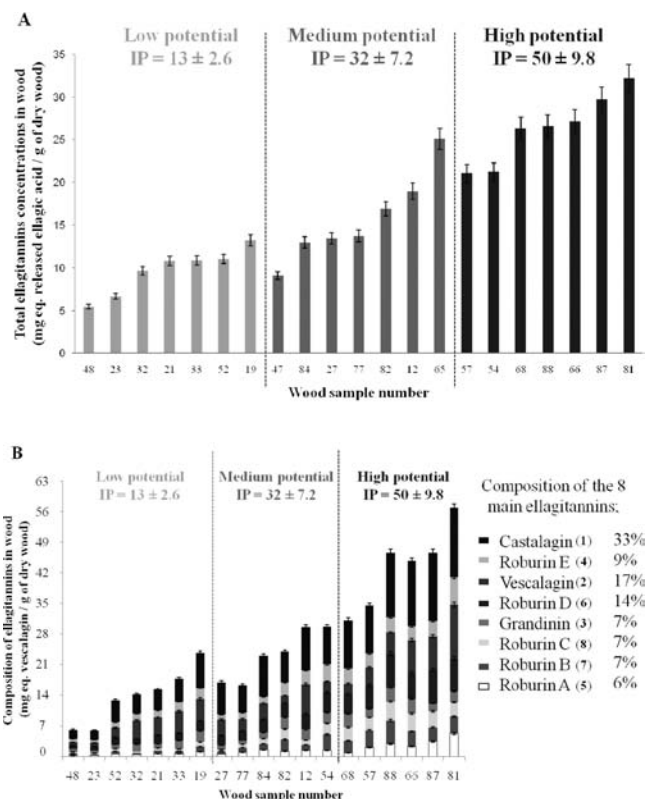 A
Low potential
IP = 13 ± 2.6
Medium potential
IP = 32 ± 7.2
High potential
IP = 50 ± 9.8
Total ellagitannins concentrations in wood
(mg eq. released ellagic acid / g of dry wood)
35
30
25
20
15
10
5
0
48 23 32 21 33 52 19 47 84 27 77 82 12 65 57 54 68 88 66 87 81
Wood sample number
B
Low potential
IP = 13 ± 2.6
Medium potential
IP = 32 ± 7.2
High potential
IP = 50 ± 9.8
Composition of ellagitannins in wood
(mg eq. vescalagin / g of dry wood)
63
56
49
42
35
28
21
14
7
0
48 23 52 32 21 33 19 27 77 84 82 12 54 68 57 88 87 81
Wood sample number
Composition of the 8
main ellagitannins;
Castalagin (1) 33%
Roburin E (4) 9%
Vescalagin (2) 17%
Roburin D (6) 14%
Grandinin (3) 7%
Roburin C (8) 7%
Roburin B (7) 7%
Roburin A (5) 6%